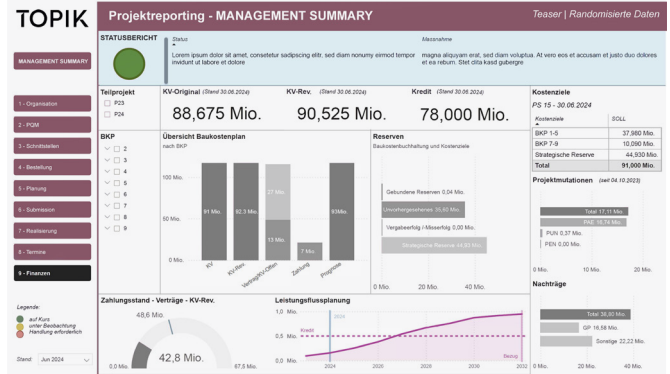 TOPIK
Projektreporting - MANAGEMENT SUMMARY
Teaser | Randomisierte Daten
MANAGEMENT SUMMARY
1 - Organisation
2 - PQM
3 - Schnittstellen
4 - Bestellung
5 - Planung
6 - Submission
7 - Realisierung
8 - Termine
9 - Finanzen
Legende:
auf Kurs
unter Beobachtung
Handlung erforderlich
Stand: Jun 2024
STATUSBERICHT
Status
Lorem ipsum dolor sit amet, consetetur sadipscing elitr, sed diam nonumy eirmod tempor
invidunt ut labore et dolore
Massnahme
magna aliquyam erat, sed diam voluptua. At vero eos et accusam et justo duo dolores
et ea rebum. Stet clita kasd gubergre
Teilprojekt
P23
P24
KV-Original (Stand 30.06.2024)
88,675 Mio.
KV-Rev. (Stand 30.06.2024)
90,525 Mio.
Kredit (Stand 30.06.2024)
78,000 Mio.
Kostenziele
PS 15 - 30.06.2024
Kostenziele SOLL
BKP 1-5 37,980 Mio.
BKP 7-9 10,090 Mio.
Strategische Reserve 44,930 Mio.
Total 91,000 Mio.
BKP
2
3
4
5
6
7
8
9
Übersicht Baukostenplan
nach BKP
100 Mio.
50 Mio.
0 Mio.
91 Mio.
82,3 Mio.
27 Mio.
13 Mio.
7 Mio.
93Mio.
KV
KV-Rev.
Vertrag/KV-Offen
Zahlung
Prognose
Reserven
Baukostenbuchhaltung und Kostenziele
Gebundene Reserven 0,04 Mio.
Unvorhergesehenes 35,60 Mio.
Vergabeerfolg /-Misserfolg 0,00 Mio.
Strategische Reserve 44,93 Mio.
0 Mio. 20 Mio. 40 Mio.
Projektmutationen (seit 04.10.2023)
Total 17,11 Mio.
PAE 16,74 Mio.
PUN 0,37 Mio.
PEN 0,00 Mio.
0 Mio. 10 Mio. 20 Mio.
Zahlungsstand - Verträge - KV-Rev.
48,6 Mio.
42,8 Mio.
0,0 Mio.
67,5 Mio.
Leistungsflussplanung
1,0 Mio.
0,5 Mio.
0,0 Mio.
2024
Kredit
Bezug
2024 2026 2028 2030 2032
Nachträge
Total 38,80 Mio.
GP 16,58 Mio.
Sonstige 22,22 Mio.
0 Mio. 20 Mio. 40 Mio.